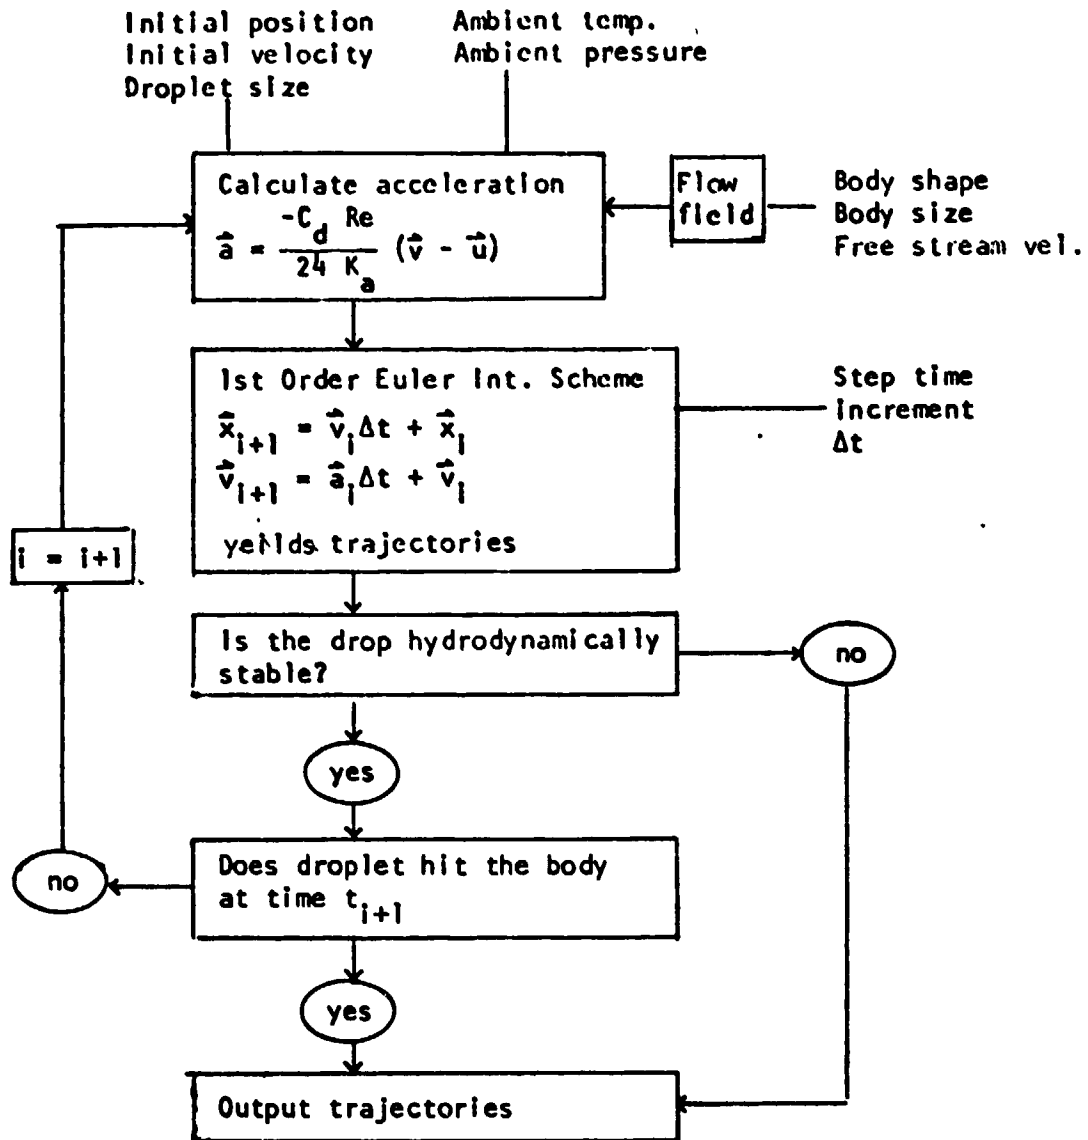 Initial position
Initial velocity
Droplet size
Ambient temp.
Ambient pressure
Calculate acceleration
a⃗ = -C_d Re / 24 K_a (v⃗ - u⃗)
Flow
field
Body shape
Body size
Free stream vel.
1st Order Euler Int. Scheme
x⃗_{i+1} = v⃗_i Δt + x⃗_i
v⃗_{i+1} = a⃗_i Δt + v⃗_i
yeilds trajectories
Step time
increment
Δt
i = i+1
Is the drop hydrodynamically
stable?
no
yes
Does droplet hit the body
at time t_{i+1}
no
yes
Output trajectories